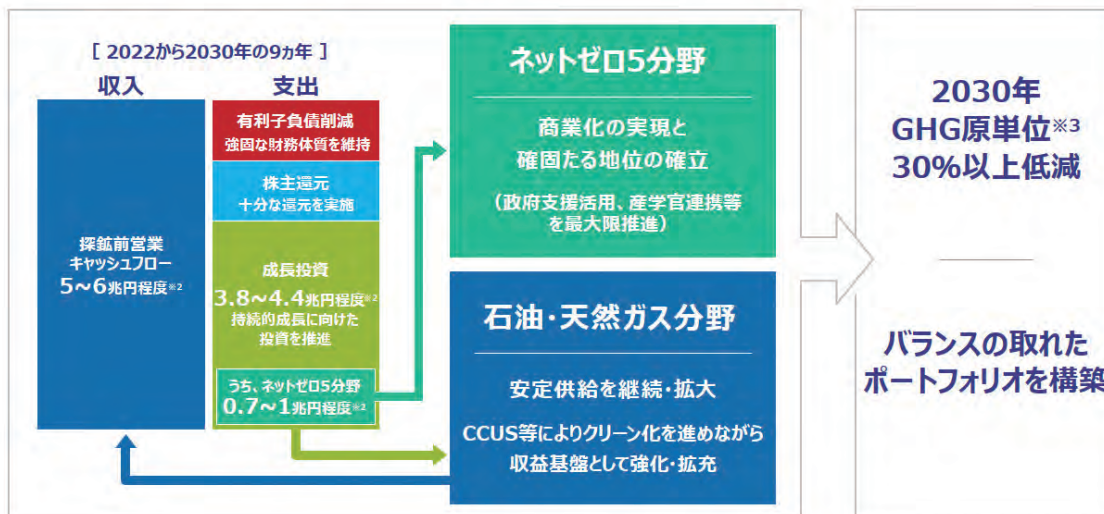 [ 2022から2030年の9ヵ年 ]
収入
支出
探鉱前営業
キャッシュフロー
5~6兆円程度※2
有利子負債削減
強固な財務体質を維持
株主還元
十分な還元を実施
成長投資
3.8~4.4兆円程度※2
持続的成長に向けた
投資を推進
うち、ネットゼロ5分野
0.7~1兆円程度※2
ネットゼロ5分野
商業化の実現と
確固たる地位の確立
（政府支援活用、産学官連携等
を最大限推進）
石油・天然ガス分野
安定供給を継続・拡大
CCUS等によりクリーン化を進めながら
収益基盤として強化・拡充
2030年
GHG原単位※3
30%以上低減
バランスの取れた
ポートフォリオを構築